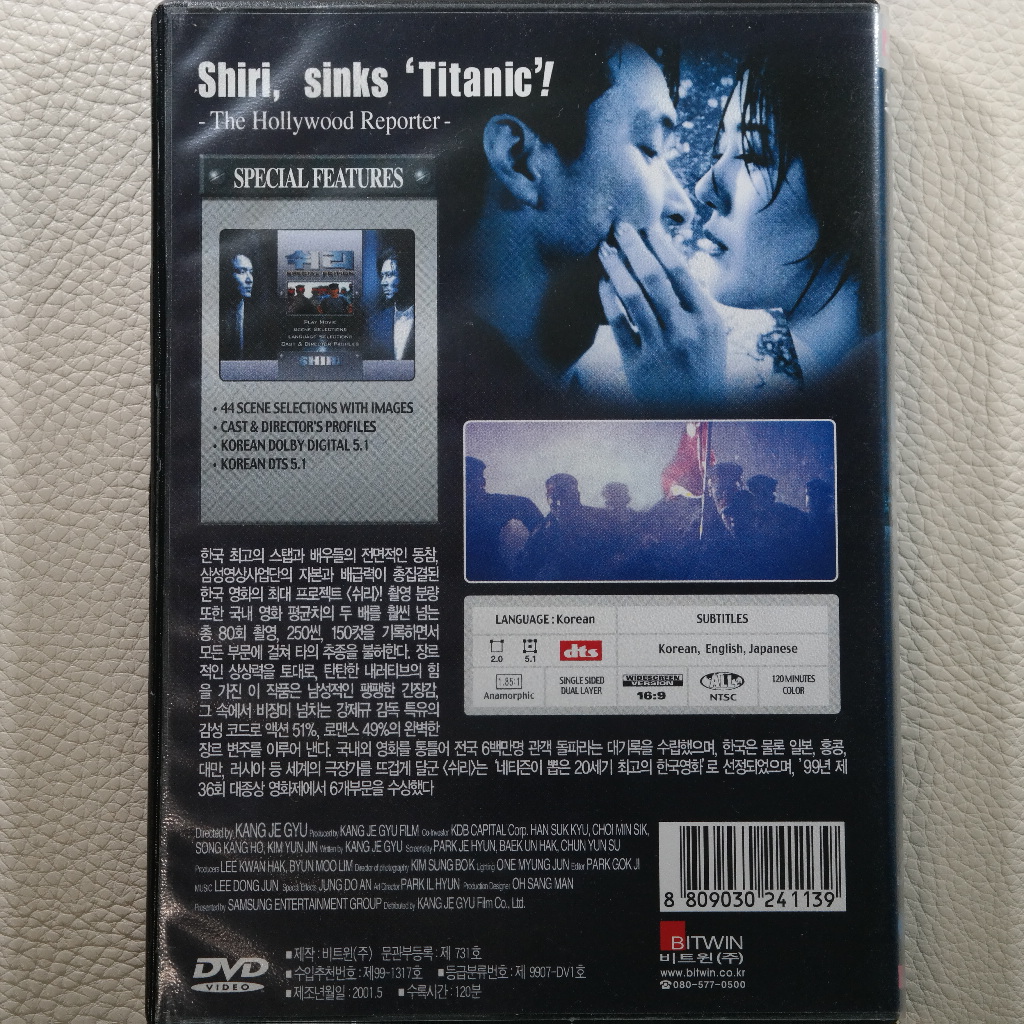 Shiri, sinks 'Titanic'!
- The Hollywood Reporter -
SPECIAL FEATURES
쉬리
SPECIAL EDITION
PLAY MOVIE
SCENE SELECTIONS
LANGUAGE SELECTIONS
CAST & DIRECTOR PROFILES
SHIRI
• 44 SCENE SELECTIONS WITH IMAGES
• CAST & DIRECTOR'S PROFILES
• KOREAN DOLBY DIGITAL 5.1
• KOREAN DTS 5.1
한국 최고의 스탭과 배우들의 전면적인 동참,
삼성영상사업단의 자본과 배급력이 총집결된
한국 영화의 최대 프로젝트 <쉬리>! 촬영 분량
또한 국내 영화 평균치의 두 배를 훨씬 넘는
총 80회 촬영, 250씬, 150컷을 기록하면서
모든 부문에 걸쳐 타의 추종을 불허한다. 장르
적인 상상력을 토대로, 탄탄한 내러티브의 힘
을 가진 이 작품은 남성적인 팽팽한 긴장감,
그 속에서 비장미 넘치는 강제규 감독 특유의
감성 코드로 액션 51%, 로맨스 49%의 완벽한
장르 변주를 이루어 낸다. 국내외 영화를 통틀어 전국 6백만명 관객 돌파라는 대기록을 수립했으며, 한국은 물론 일본, 홍콩,
대만, 러시아 등 세계의 극장가를 뜨겁게 달군 <쉬리>는 '네티즌이 뽑은 20세기 최고의 한국영화'로 선정되었으며, '99년 제
36회 대종상 영화제에서 6개부문을 수상했다
LANGUAGE : Korean
SUBTITLES
2.0 5.1 dts
Korean, English, Japanese
1.85:1
Anamorphic
SINGLE SIDED
DUAL LAYER
WIDESCREEN
VERSION
16:9
ALL
NTSC
120 MINUTES
COLOR
Directed by KANG JE GYU Produced by KANG JE GYU FILM Co-Investor KDB CAPITAL Corp. HAN SUK KYU, CHOI MIN SIK,
SONG KANG HO, KIM YUN JIN Written by KANG JE GYU Screenplay PARK JE HYUN, BAEK UN HAK, CHUN YUN SU
Producers LEE KWAN HAK, BYUN MOO LIM Director of photography KIM SUNG BOK Lighting ONE MYUNG JUN Editor PARK GOK JI
MUSIC LEE DONG JUN Special Effects JUNG DO AN Art Director PARK IL HYUN Production Designer OH SANG MAN
Presented by SAMSUNG ENTERTAINMENT GROUP Distributed by KANG JE GYU Film Co., Ltd.
8 809030 241139
DVD
VIDEO
■ 제작 : 비트윈(주) 문관부등록 : 제 731호
■ 수입추천번호 : 제99-1317호 ■ 등급분류번호 : 제 9907-DV1호
■ 제조년월일 : 2001.5 ■ 수록시간 : 120분
BITWIN
비트윈(주)
www.bitwin.co.kr
☎080-577-0500